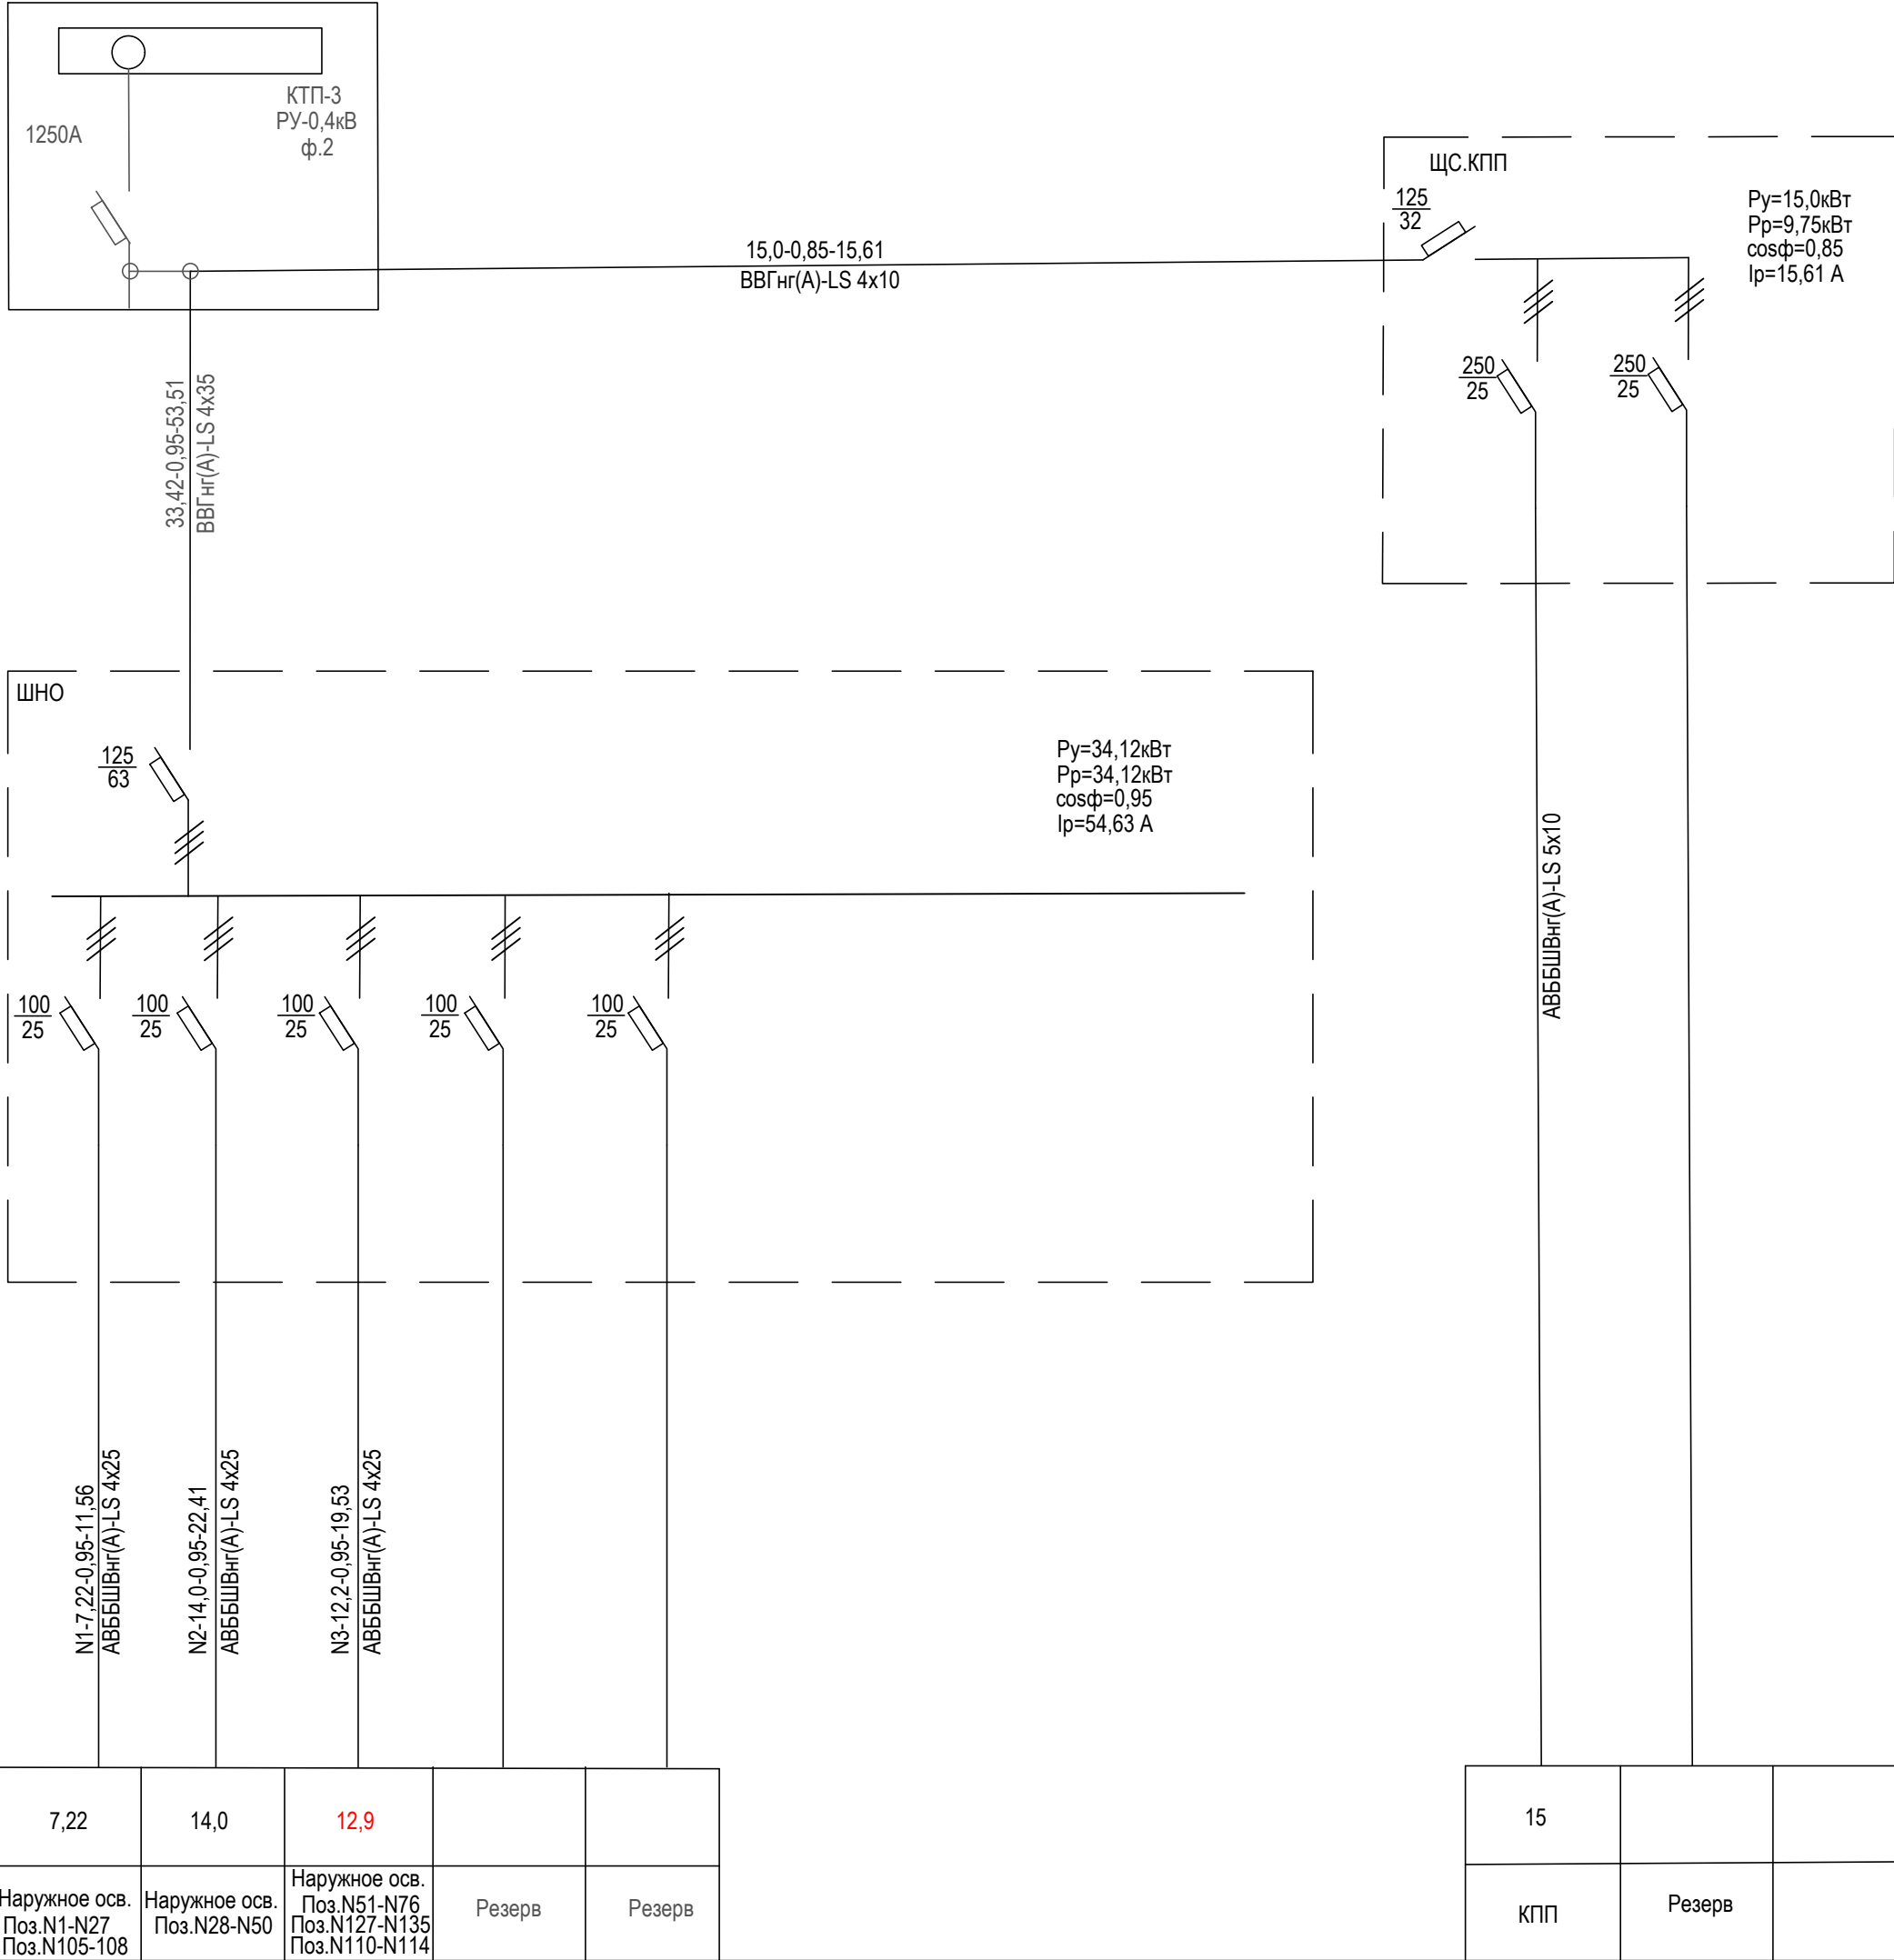 КТП-3
РУ-0,4кВ
ф.2
1250А
15,0-0,85-15,61
ВВГнг(А)-LS 4х10
ЩС.КПП
125
32
Ру=15,0кВт
Рр=9,75кВт
cosф=0,85
Iр=15,61 А
250
25
250
25
33,42-0,95-53,51
ВВГнг(А)-LS 4х35
ШНО
125
63
Ру=34,12кВт
Рр=34,12кВт
cosф=0,95
Iр=54,63 А
100
25
100
25
100
25
100
25
100
25
АВББШВнг(А)-LS 5х10
N1-7,22-0,95-11,56
АВББШВнг(А)-LS 4х25
N2-14,0-0,95-22,41
АВББШВнг(А)-LS 4х25
N3-12,2-0,95-19,53
АВББШВнг(А)-LS 4х25
7,22
14,0
12,9
15
Наружное осв.
Поз.N1-N27
Поз.N105-108
Наружное осв.
Поз.N28-N50
Наружное осв.
Поз.N51-N76
Поз.N127-N135
Поз.N110-N114
Резерв
Резерв
КПП
Резерв